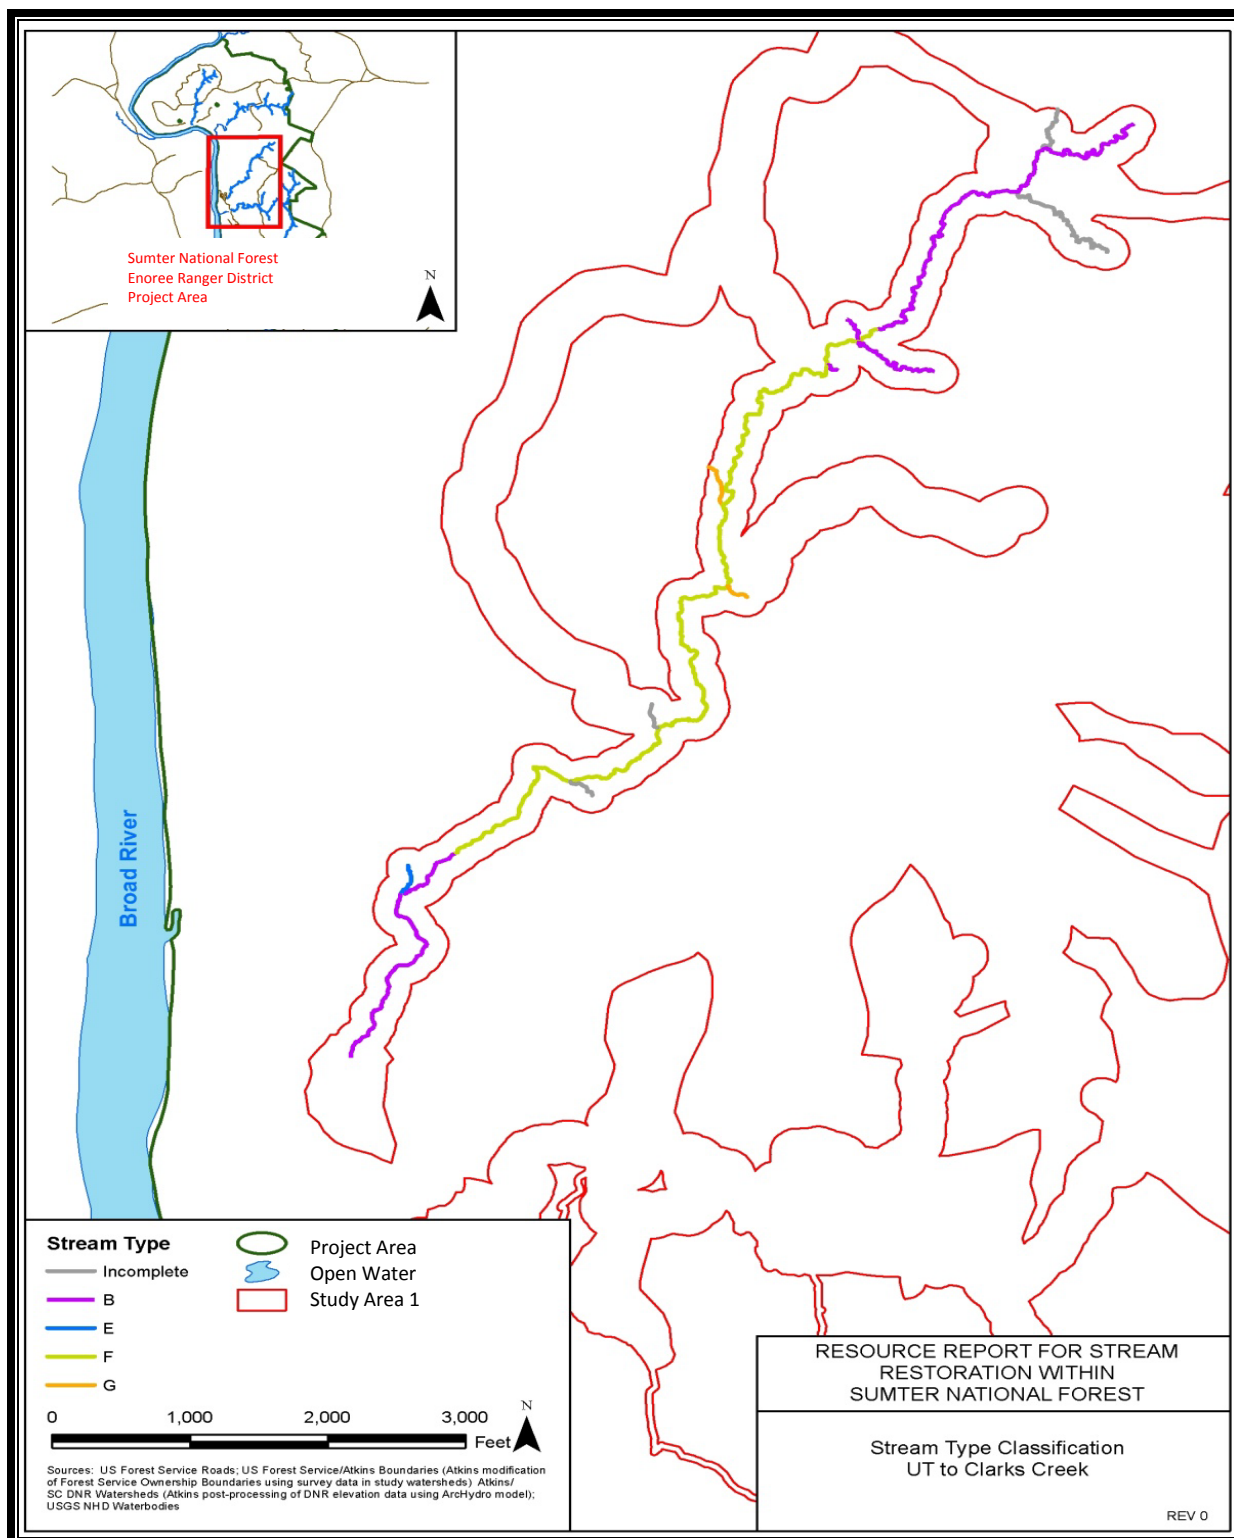 Sumter National Forest
Enoree Ranger District
Project Area
N
Broad River
Stream Type
Incomplete
B
E
F
G
Project Area
Open Water
Study Area 1
0 1,000 2,000 3,000
Feet
N
Sources: US Forest Service Roads; US Forest Service/Atkins Boundaries (Atkins modification
of Forest Service Ownership Boundaries using survey data in study watersheds) Atkins/
SC DNR Watersheds (Atkins post-processing of DNR elevation data using ArcHydro model);
USGS NHD Waterbodies
RESOURCE REPORT FOR STREAM
RESTORATION WITHIN
SUMTER NATIONAL FOREST
Stream Type Classification
UT to Clarks Creek
REV 0